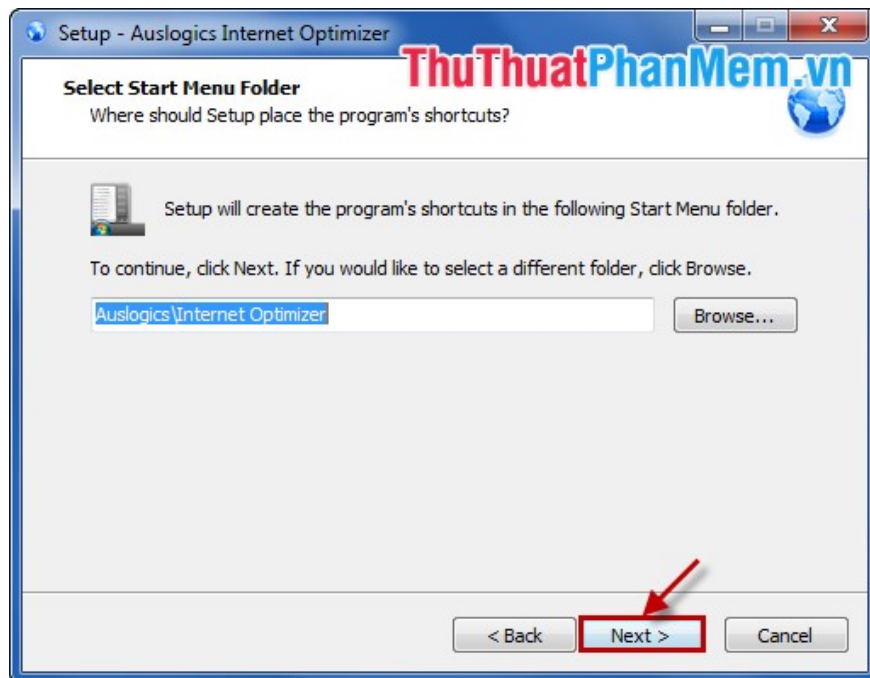 Setup - Auslogics Internet Optimizer
ThuThuatPhanMem.vn
Select Start Menu Folder
Where should Setup place the program's shortcuts?
Setup will create the program's shortcuts in the following Start Menu folder.
To continue, click Next. If you would like to select a different folder, click Browse.
Auslogics\Internet Optimizer
Browse...
< Back
Next >
Cancel